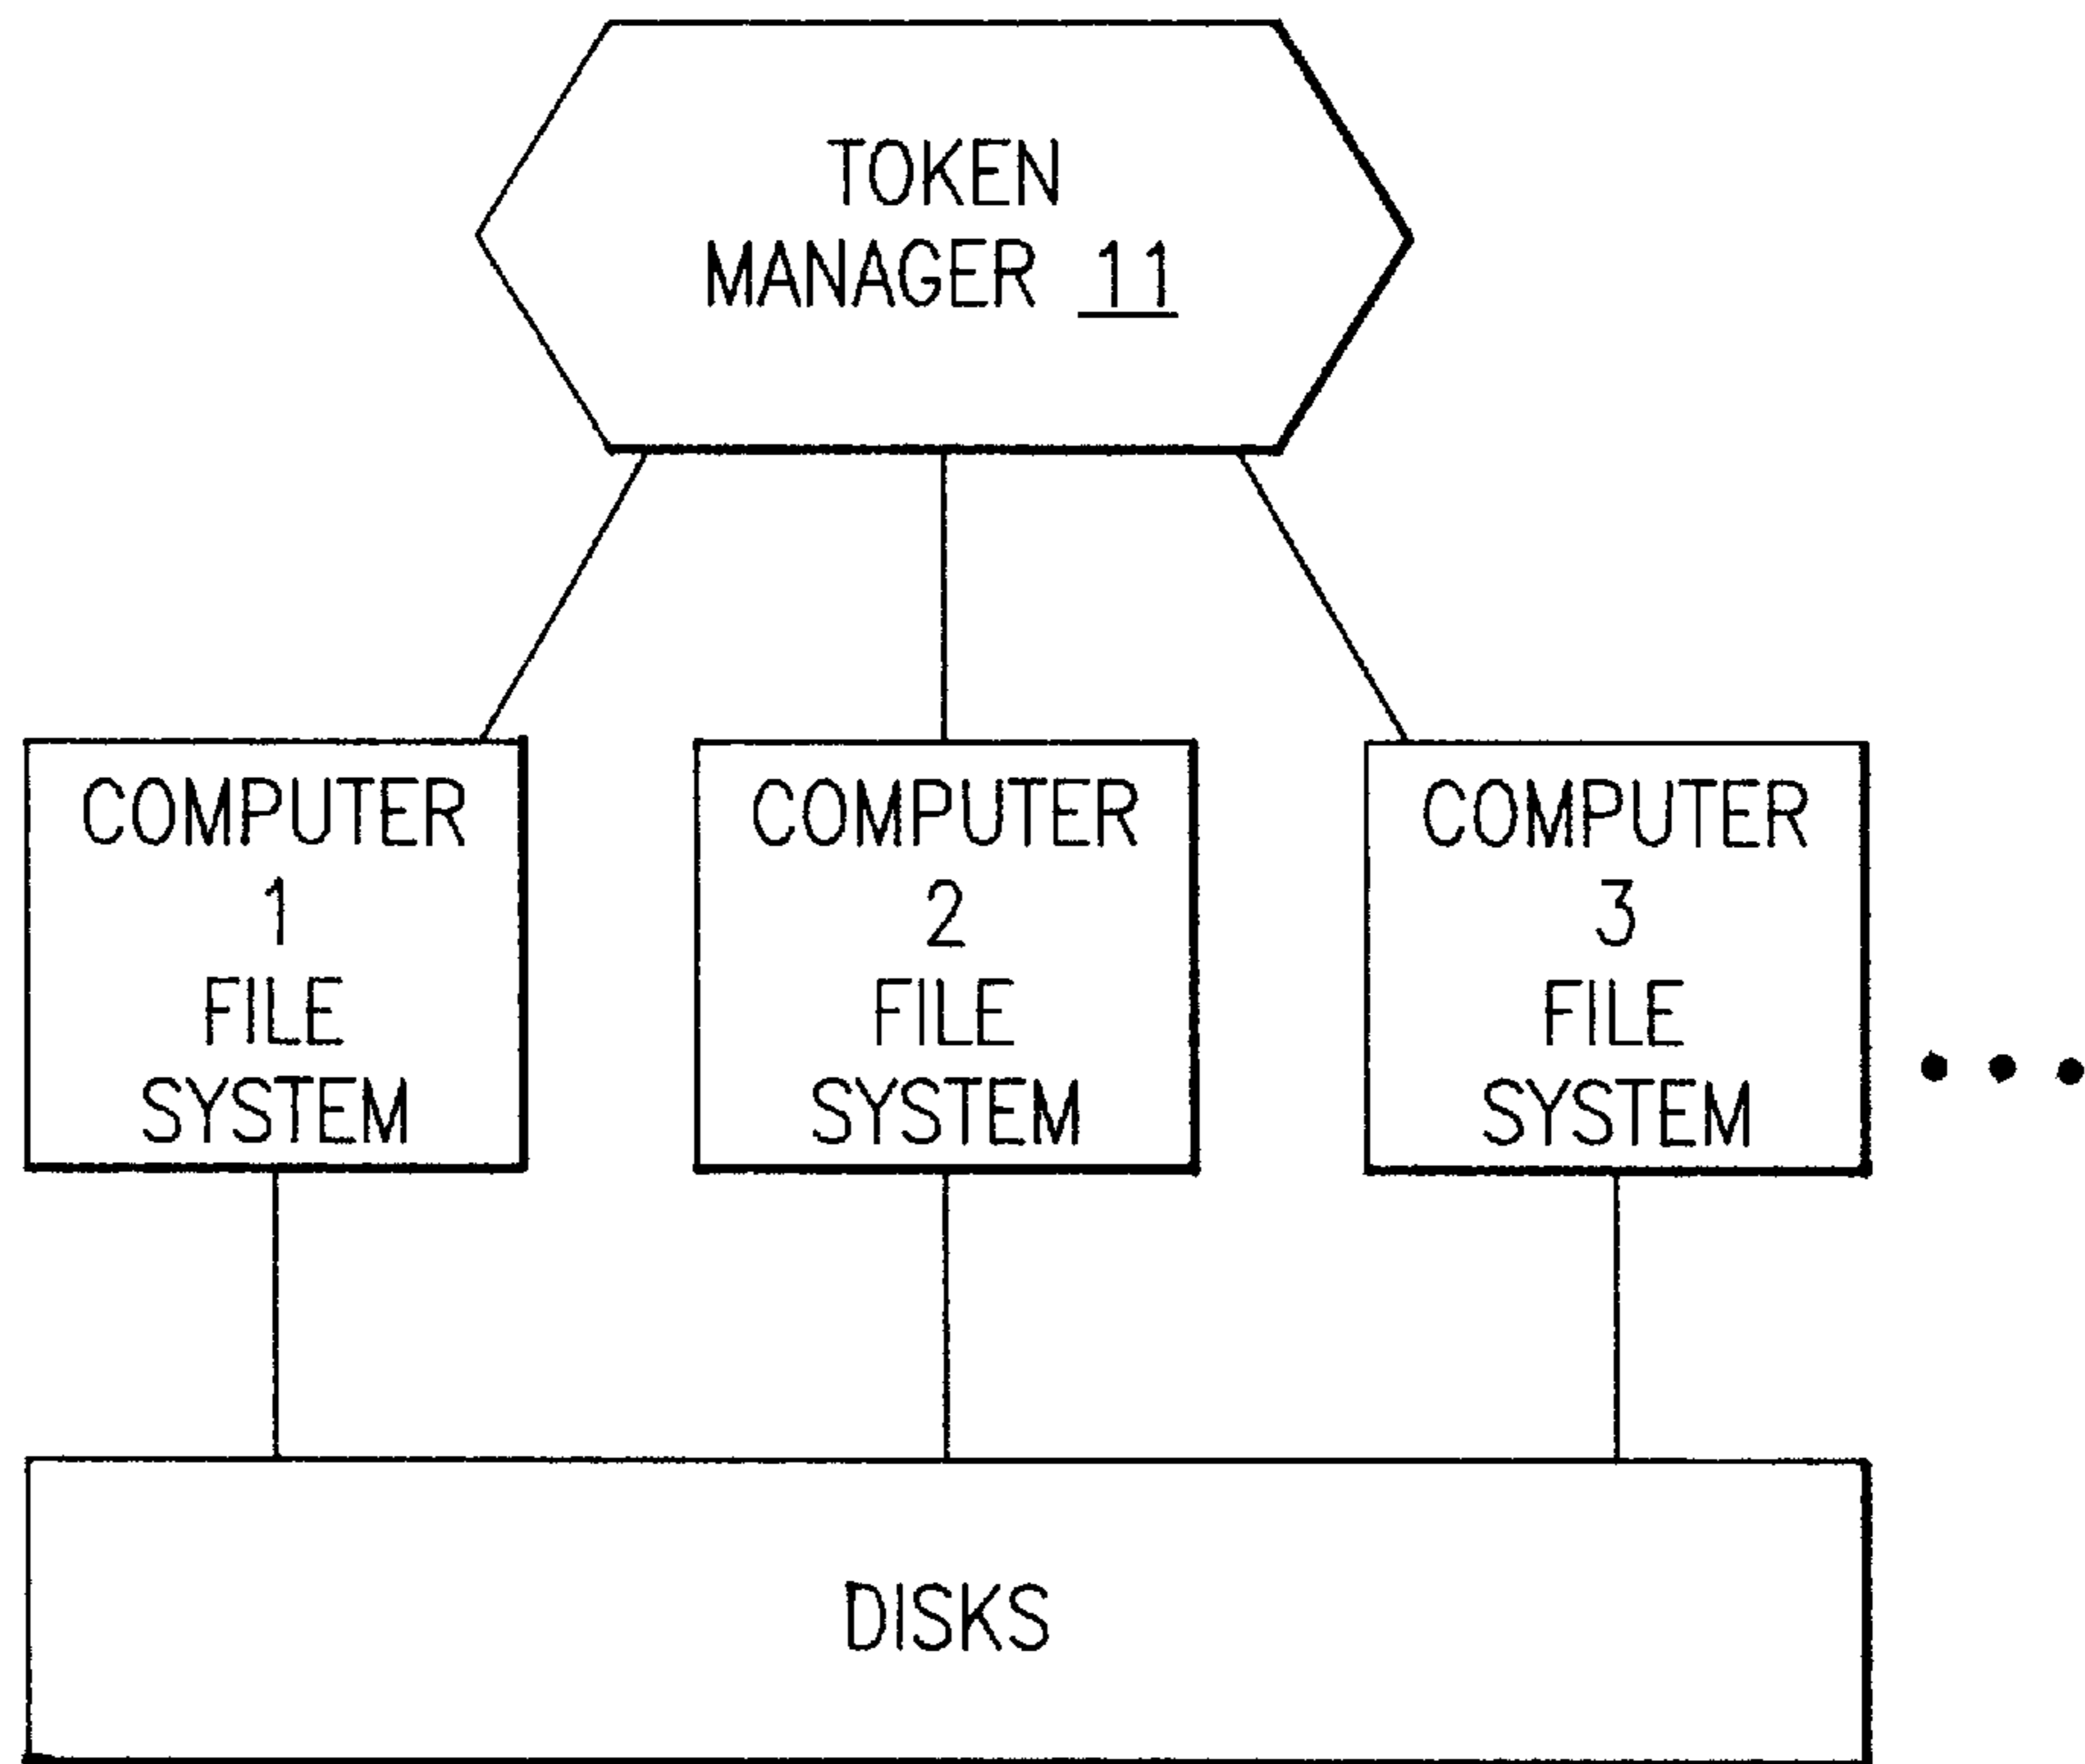 TOKEN
MANAGER 11
COMPUTER
1
FILE
SYSTEM
COMPUTER
2
FILE
SYSTEM
COMPUTER
3
FILE
SYSTEM
DISKS